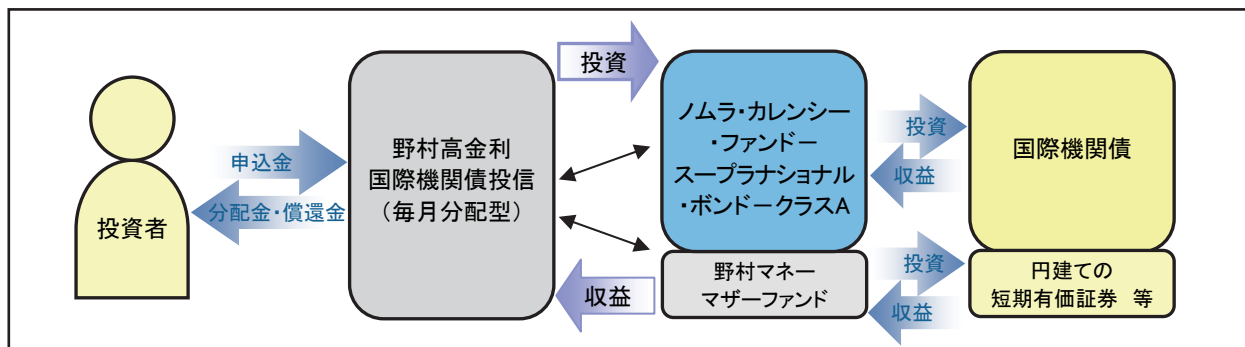 投資者
申込金
分配金・償還金
野村高金利
国際機関債投信
（毎月分配型）
投資
収益
ノムラ・カレンシー
・ファンドー
スープラナショナル
・ボンドークラスA
野村マネー
マザーファンド
投資
収益
投資
収益
国際機関債
円建ての
短期有価証券 等